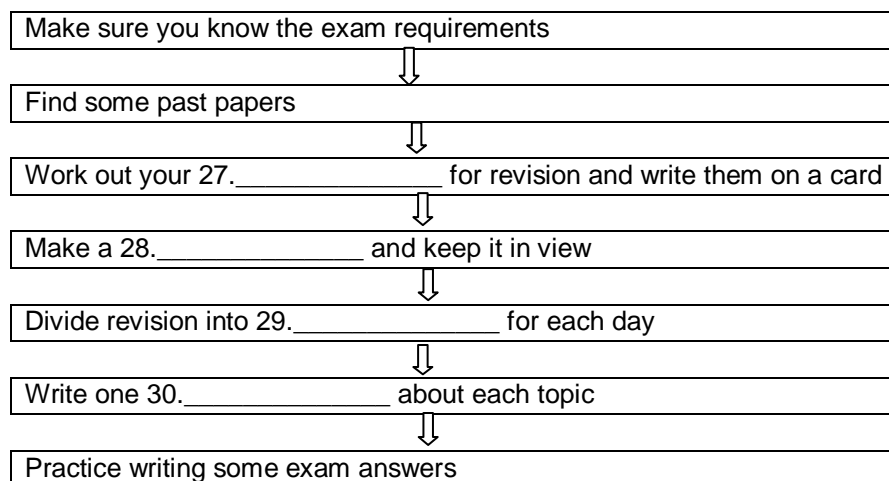 Make sure you know the exam requirements
Find some past papers
Work out your 27.______________ for revision and write them on a card
Make a 28.______________ and keep it in view
Divide revision into 29.______________ for each day
Write one 30.______________ about each topic
Practice writing some exam answers